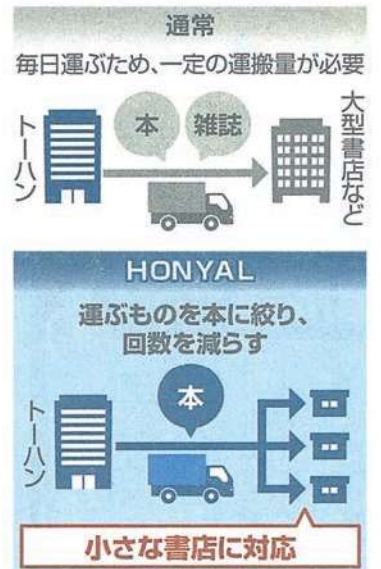 通常
毎日運ぶため、一定の運搬量が必要
トーハン
本
雑誌
大型書店など
HONYAL
運ぶものを本に絞り、
回数を減らす
トーハン
本
小さな書店に対応